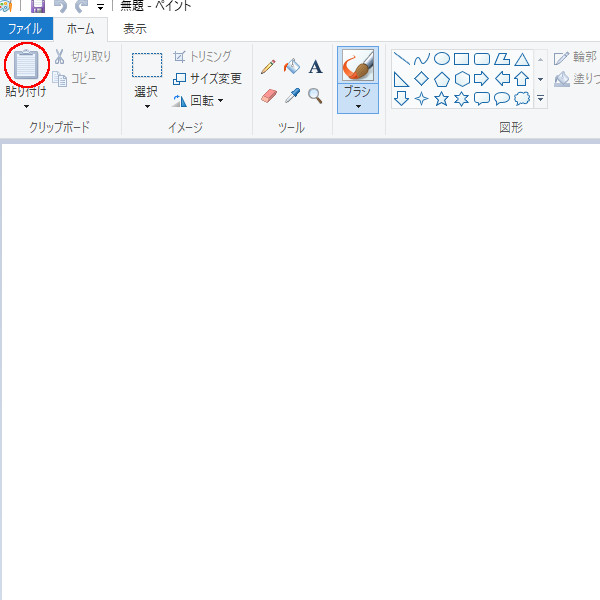 無題 - ペイント
ファイル ホーム 表示
貼り付け
切り取り
コピー
クリップボード
選択
トリミング
サイズ変更
回転
イメージ
A
ツール
ブラシ
図形
輪郭
塗りつ